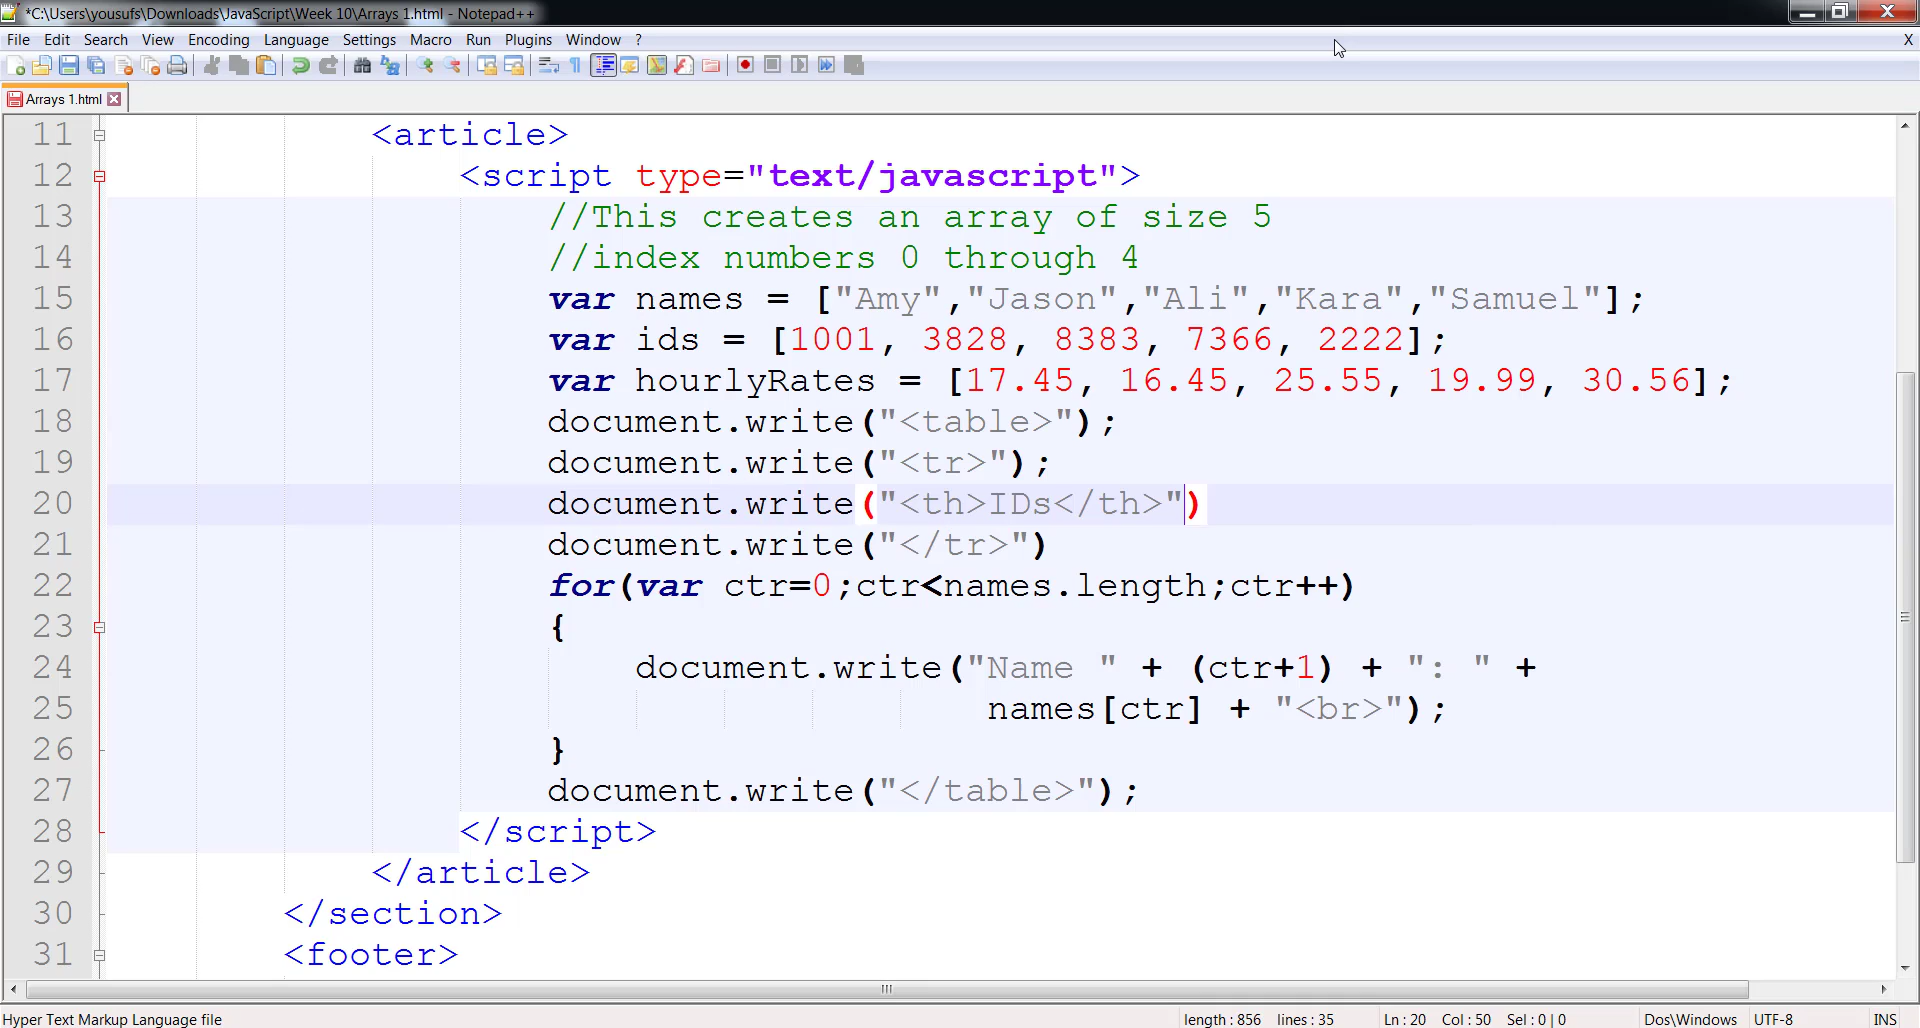 *C:\Users\yousufs\Downloads\JavaScript\Week 10\Arrays 1.html - Notepad++
File Edit Search View Encoding Language Settings Macro Run Plugins Window ? X
Arrays 1.html
11 <article>
12 <script type="text/javascript">
13 //This creates an array of size 5
14 //index numbers 0 through 4
15 var names = ["Amy","Jason","Ali","Kara","Samuel"];
16 var ids = [1001, 3828, 8383, 7366, 2222];
17 var hourlyRates = [17.45, 16.45, 25.55, 19.99, 30.56];
18 document.write("<table>");
19 document.write("<tr>");
20 document.write("<th>IDs</th>")
21 document.write("</tr>")
22 for(var ctr=0;ctr<names.length;ctr++)
23 {
24 document.write("Name " + (ctr+1) + ": " +
25 names[ctr] + "<br>");
26 }
27 document.write("</table>");
28 </script>
29 </article>
30 </section>
31 <footer>
Hyper Text Markup Language file length : 856 lines : 35 Ln : 20 Col : 50 Sel : 0 | 0 Dos\Windows UTF-8 INS